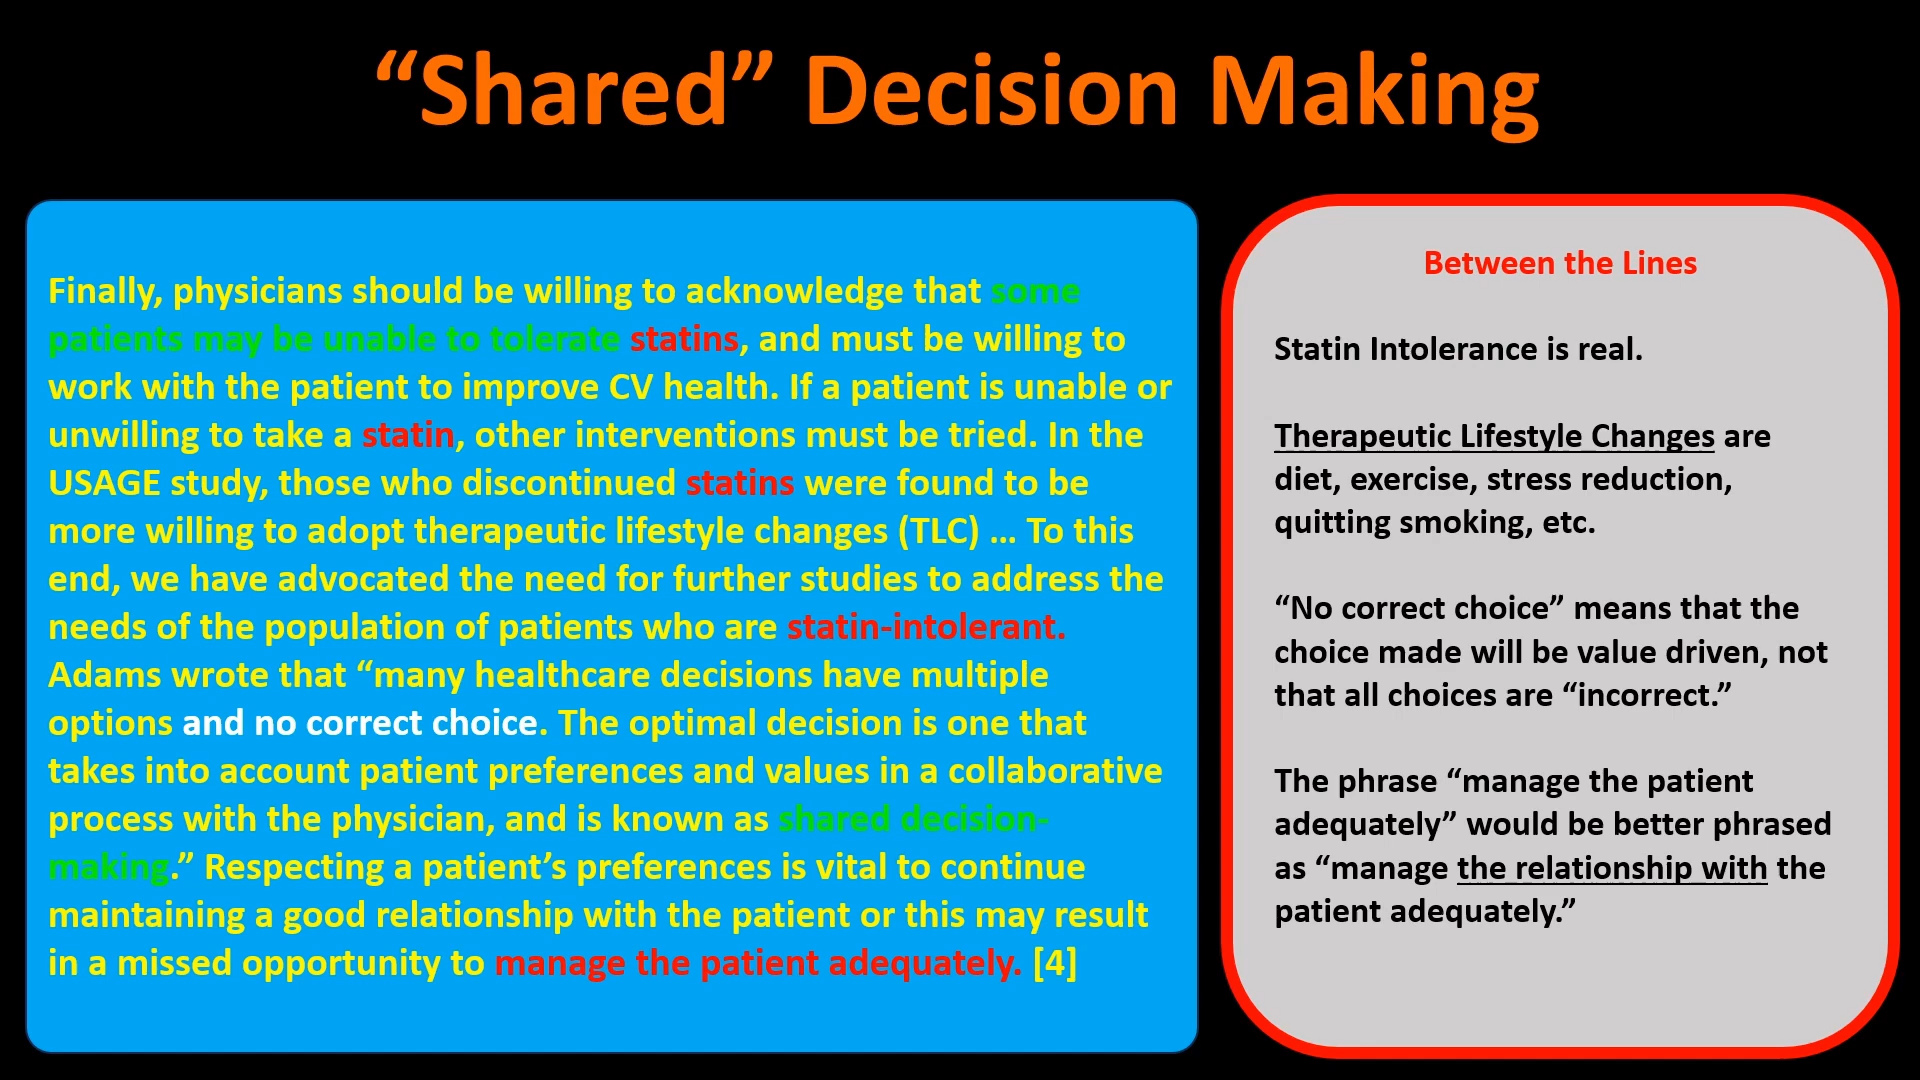 “Shared” Decision Making
Finally, physicians should be willing to acknowledge that some
patients may be unable to tolerate statins, and must be willing to
work with the patient to improve CV health. If a patient is unable or
unwilling to take a statin, other interventions must be tried. In the
USAGE study, those who discontinued statins were found to be
more willing to adopt therapeutic lifestyle changes (TLC) … To this
end, we have advocated the need for further studies to address the
needs of the population of patients who are statin-intolerant.
Adams wrote that “many healthcare decisions have multiple
options and no correct choice. The optimal decision is one that
takes into account patient preferences and values in a collaborative
process with the physician, and is known as shared decision-
making.” Respecting a patient’s preferences is vital to continue
maintaining a good relationship with the patient or this may result
in a missed opportunity to manage the patient adequately. [4]
Between the Lines
Statin Intolerance is real.
Therapeutic Lifestyle Changes are
diet, exercise, stress reduction,
quitting smoking, etc.
“No correct choice” means that the
choice made will be value driven, not
that all choices are “incorrect.”
The phrase “manage the patient
adequately” would be better phrased
as “manage the relationship with the
patient adequately.”